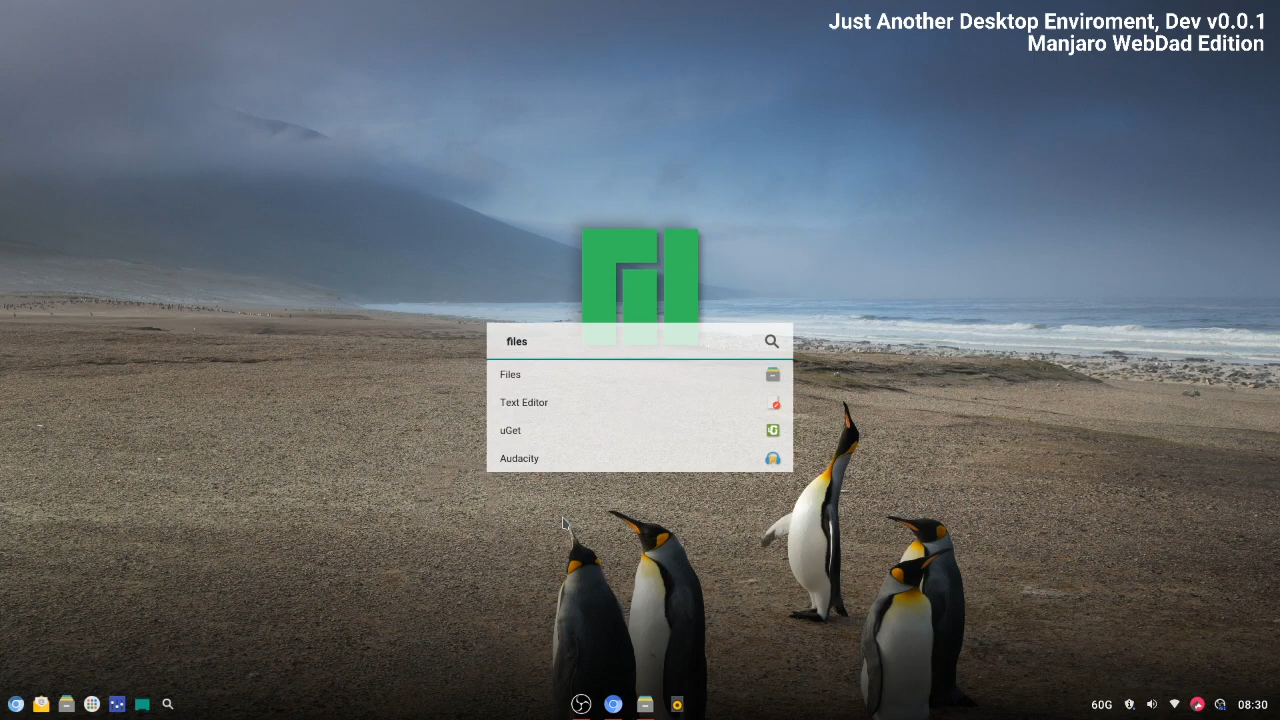 Just Another Desktop Enviroment, Dev v0.0.1
Manjaro WebDad Edition
files
Files
Text Editor
uGet
Audacity
60G
08:30